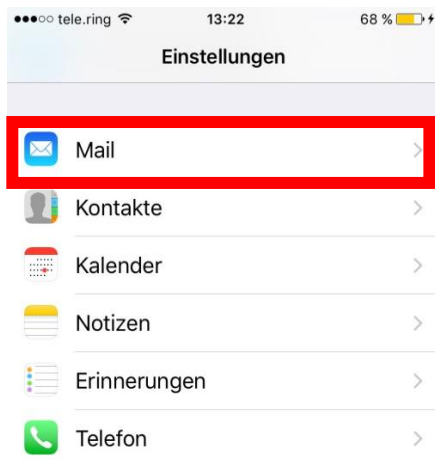 tele.ring 13:22 68 %
Einstellungen
Mail
Kontakte
Kalender
Notizen
Erinnerungen
Telefon